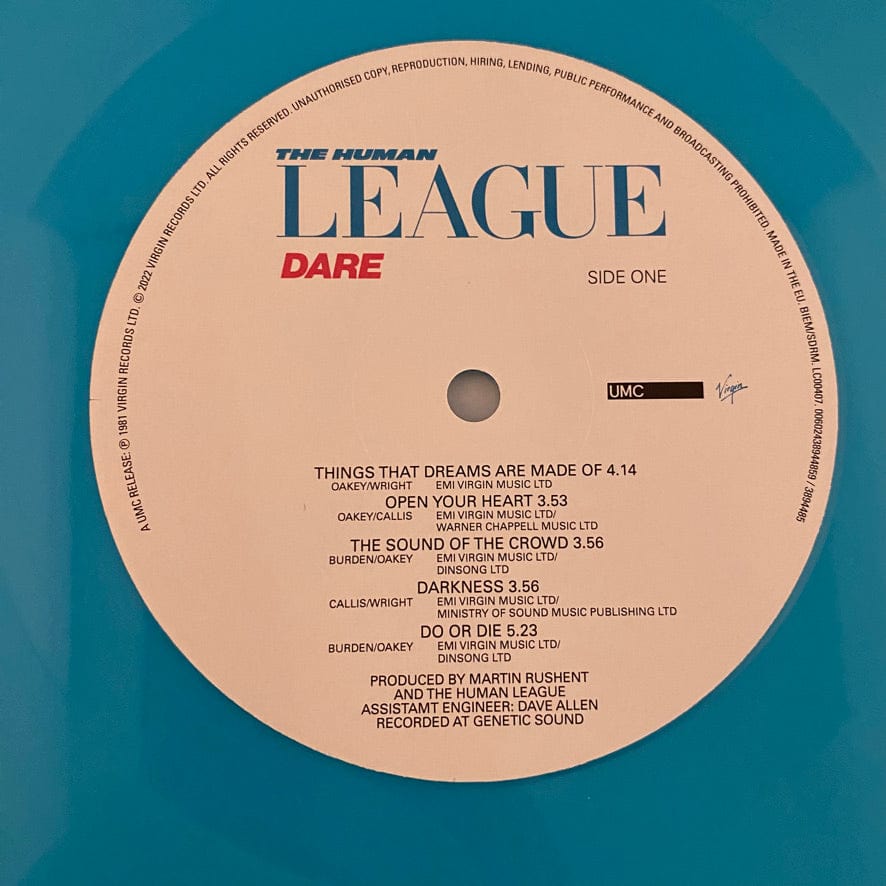 A UMC RELEASE: ℗ 1981 VIRGIN RECORDS LTD. © 2022 VIRGIN RECORDS LTD. ALL RIGHTS RESERVED. UNAUTHORISED COPY, REPRODUCTION, HIRING, LENDING, PUBLIC PERFORMANCE AND BROADCASTING PROHIBITED. MADE IN THE EU. BIEM/SDRM. LC00407. 00602438944859 / 3894485
THE HUMAN
LEAGUE
DARE
SIDE ONE
UMC
Virgin
THINGS THAT DREAMS ARE MADE OF 4.14
OAKEY/WRIGHT EMI VIRGIN MUSIC LTD
OPEN YOUR HEART 3.53
OAKEY/CALLIS EMI VIRGIN MUSIC LTD/
WARNER CHAPPELL MUSIC LTD
THE SOUND OF THE CROWD 3.56
BURDEN/OAKEY EMI VIRGIN MUSIC LTD/
DINSONG LTD
DARKNESS 3.56
CALLIS/WRIGHT EMI VIRGIN MUSIC LTD/
MINISTRY OF SOUND MUSIC PUBLISHING LTD
DO OR DIE 5.23
BURDEN/OAKEY EMI VIRGIN MUSIC LTD/
DINSONG LTD
PRODUCED BY MARTIN RUSHENT
AND THE HUMAN LEAGUE
ASSISTAMT ENGINEER: DAVE ALLEN
RECORDED AT GENETIC SOUND